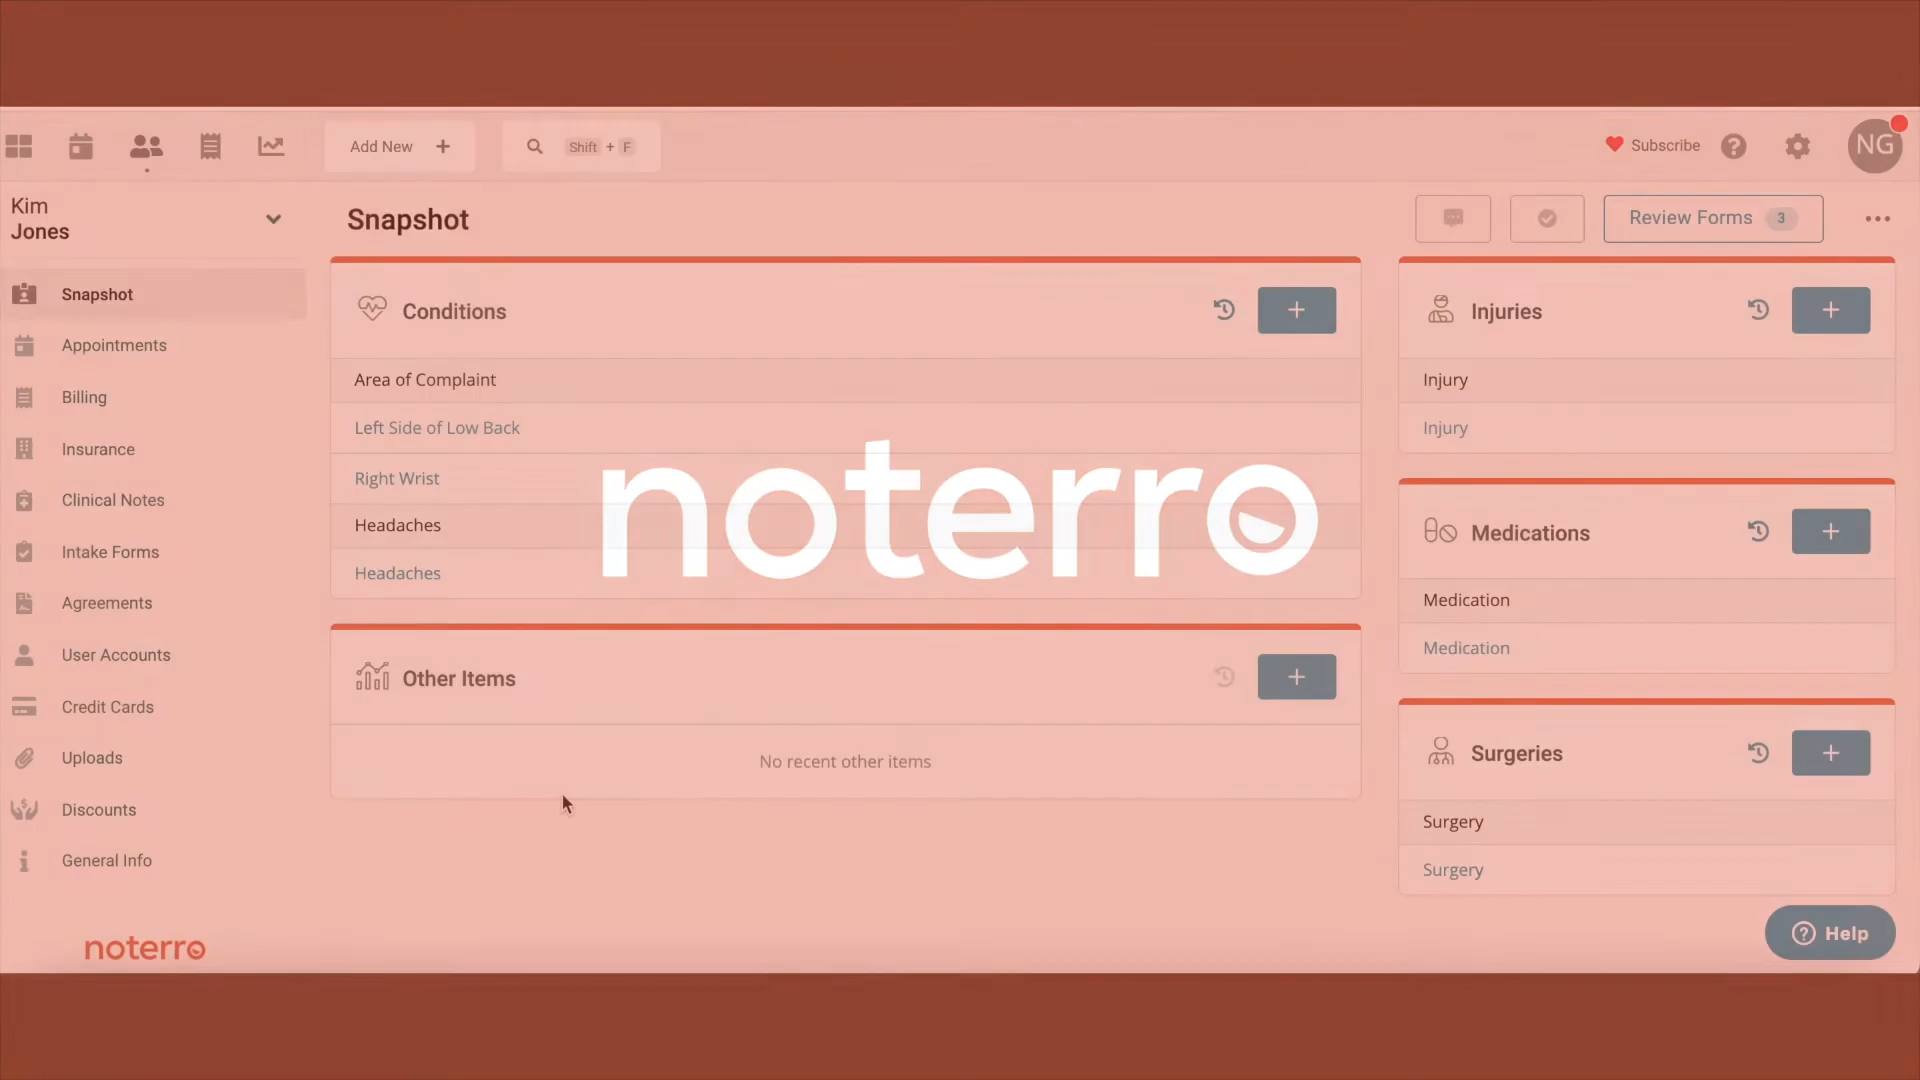 Add New +
Shift + F
Subscribe
NG
Kim
Jones
Snapshot
Review Forms 3
Snapshot
Appointments
Billing
Insurance
Clinical Notes
Intake Forms
Agreements
User Accounts
Credit Cards
Uploads
Discounts
General Info
noterro
Conditions
Area of Complaint
Left Side of Low Back
Right Wrist
Headaches
Headaches
noterro
Other Items
No recent other items
Injuries
Injury
Injury
Medications
Medication
Medication
Surgeries
Surgery
Surgery
Help